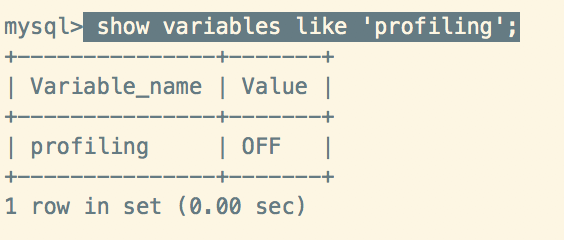 mysql> show variables like 'profiling';
+---------------+-------+
| Variable_name | Value |
+---------------+-------+
| profiling     | OFF   |
+---------------+-------+
1 row in set (0.00 sec)